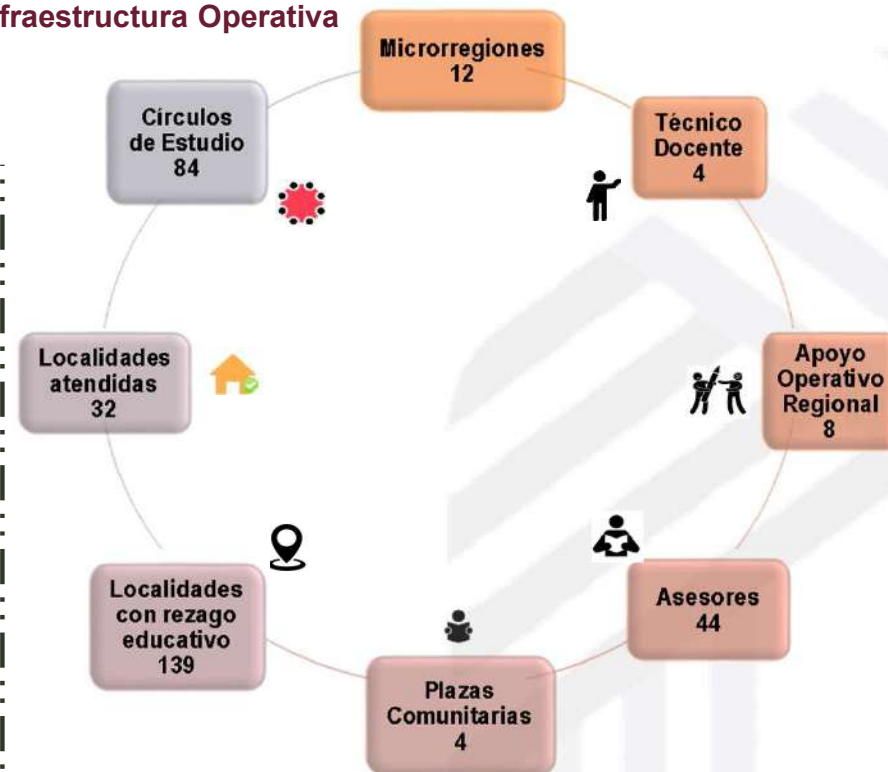 fraestructura Operativa
Microrregiones
12
Técnico
Docente
4
Apoyo
Operativo
Regional
8
Asesores
44
Plazas
Comunitarias
4
Localidades
con rezago
educativo
139
Localidades
atendidas
32
Círculos
de Estudio
84